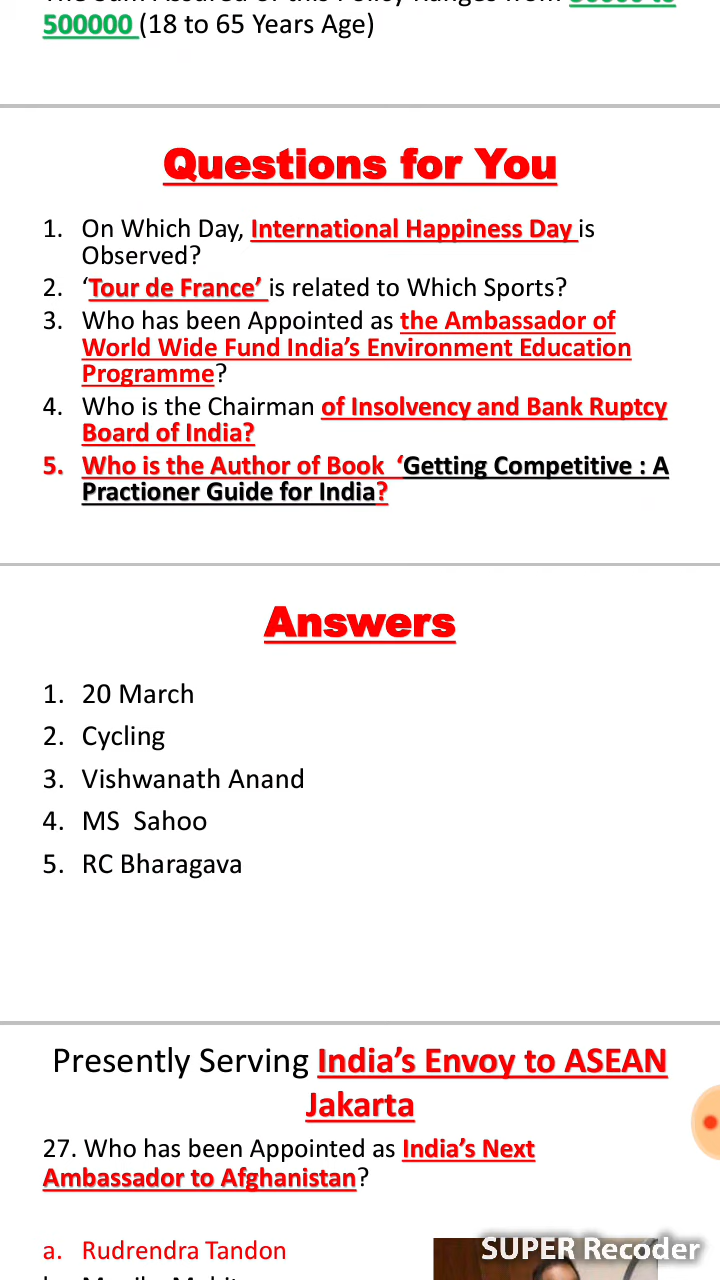 500000 (18 to 65 Years Age)
Questions for You
1. On Which Day, International Happiness Day is
Observed?
2. ‘Tour de France’ is related to Which Sports?
3. Who has been Appointed as the Ambassador of
World Wide Fund India’s Environment Education
Programme?
4. Who is the Chairman of Insolvency and Bank Ruptcy
Board of India?
5. Who is the Author of Book ‘Getting Competitive : A
Practioner Guide for India?
Answers
1. 20 March
2. Cycling
3. Vishwanath Anand
4. MS Sahoo
5. RC Bharagava
Presently Serving India’s Envoy to ASEAN
Jakarta
27. Who has been Appointed as India’s Next
Ambassador to Afghanistan?
a. Rudrendra Tandon
SUPER Recoder